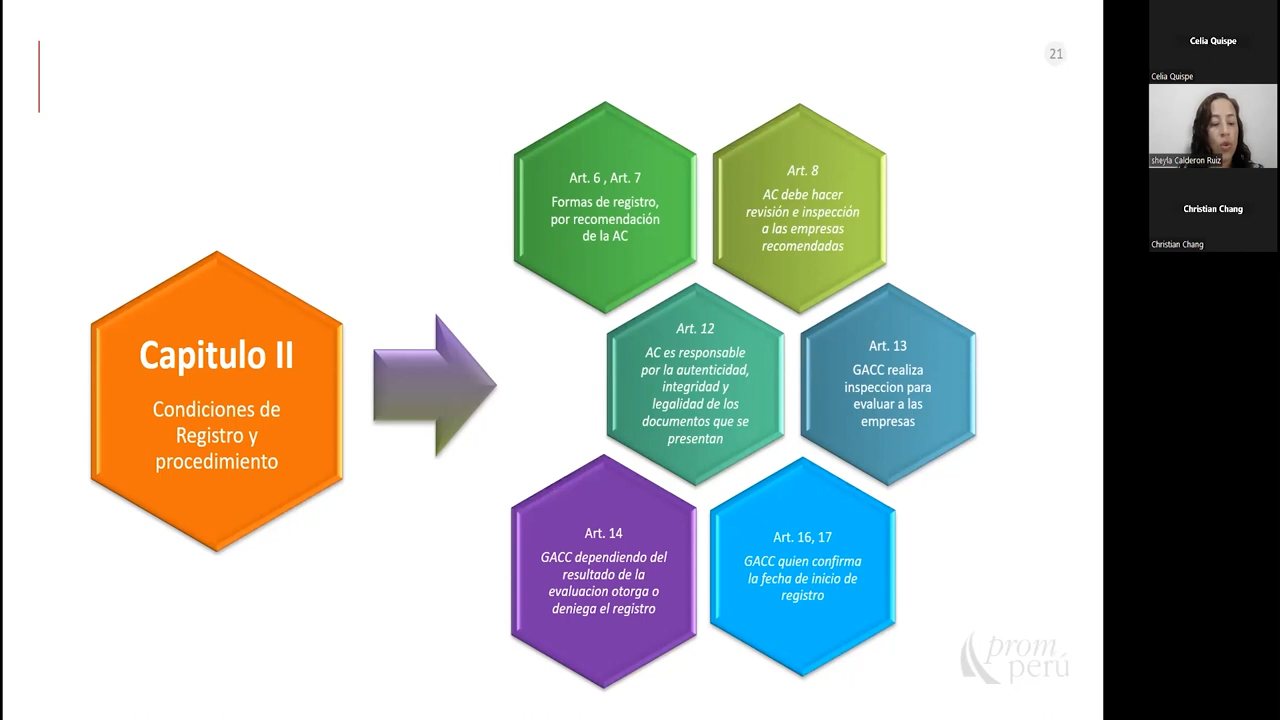 21
Capitulo II
Condiciones de
Registro y
procedimiento
Art. 6 , Art. 7
Formas de registro,
por recomendación
de la AC
Art. 8
AC debe hacer
revisión e inspección
a las empresas
recomendadas
Art. 12
AC es responsable
por la autenticidad,
integridad y
legalidad de los
documentos que se
presentan
Art. 13
GACC realiza
inspeccion para
evaluar a las
empresas
Art. 14
GACC dependiendo del
resultado de la
evaluacion otorga o
deniega el registro
Art. 16, 17
GACC quien confirma
la fecha de inicio de
registro
prom
perú
Celia Quispe
Celia Quispe
sheyla Calderon Ruiz
Christian Chang
Christian Chang